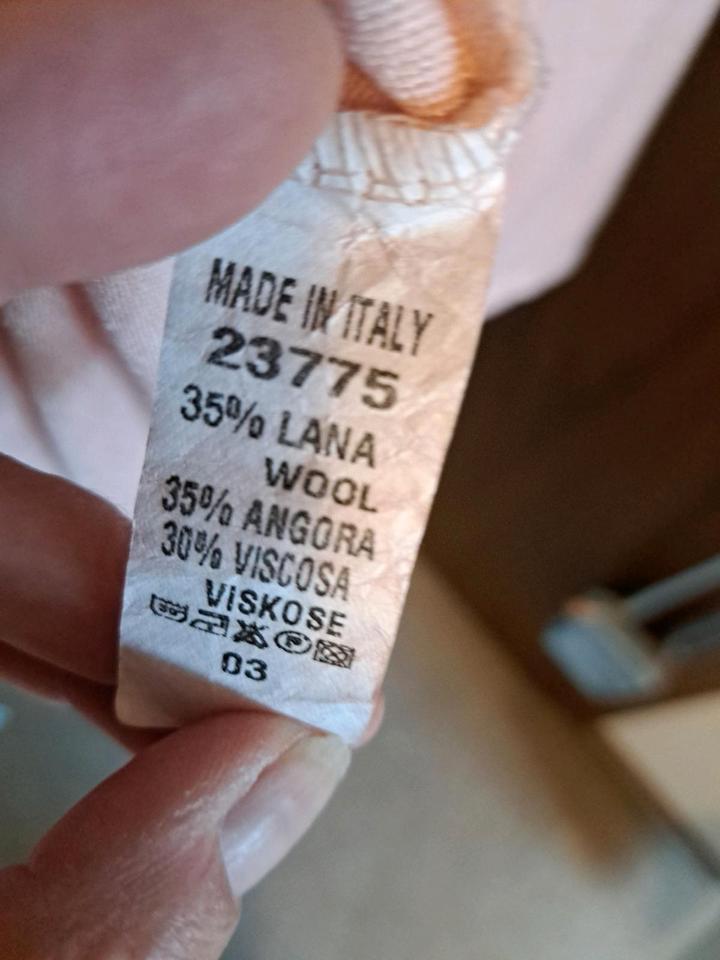 MADE IN ITALY
23775
35% LANA
WOOL
35% ANGORA
30% VISCOSA
VISKOSE
P
03